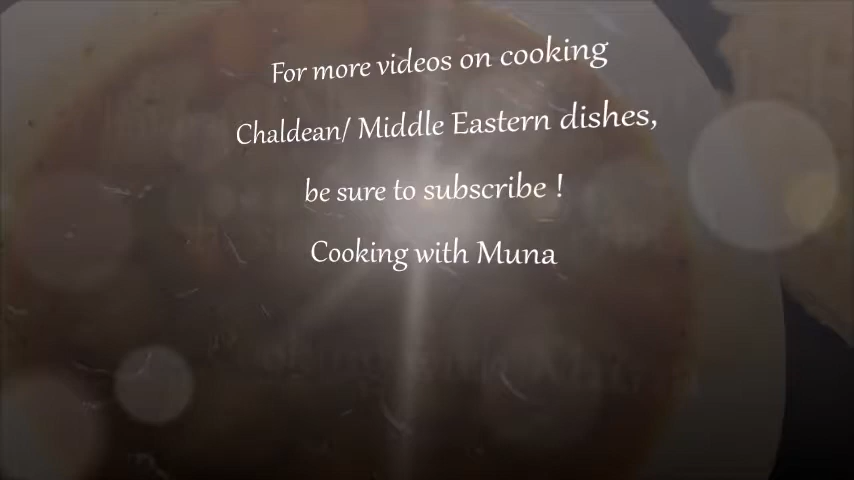 For more videos on cooking
Chaldean/ Middle Eastern dishes,
be sure to subscribe !
Cooking with Muna